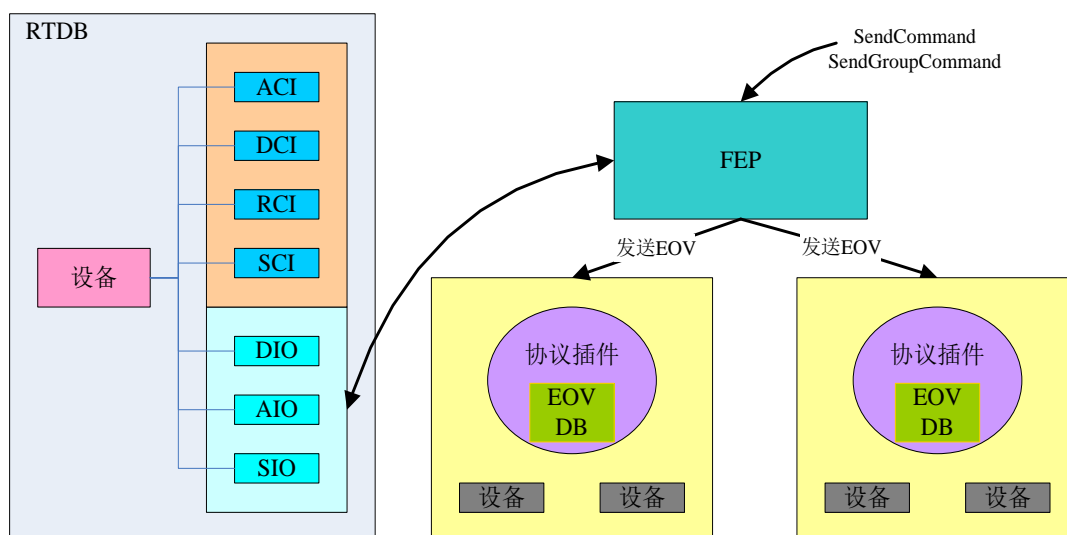 RTDB
ACI
DCI
RCI
SCI
设备
DIO
AIO
SIO
SendCommand
SendGroupCommand
FEP
发送EOV
发送EOV
协议插件
EOV
DB
设备
设备
协议插件
EOV
DB
设备
设备